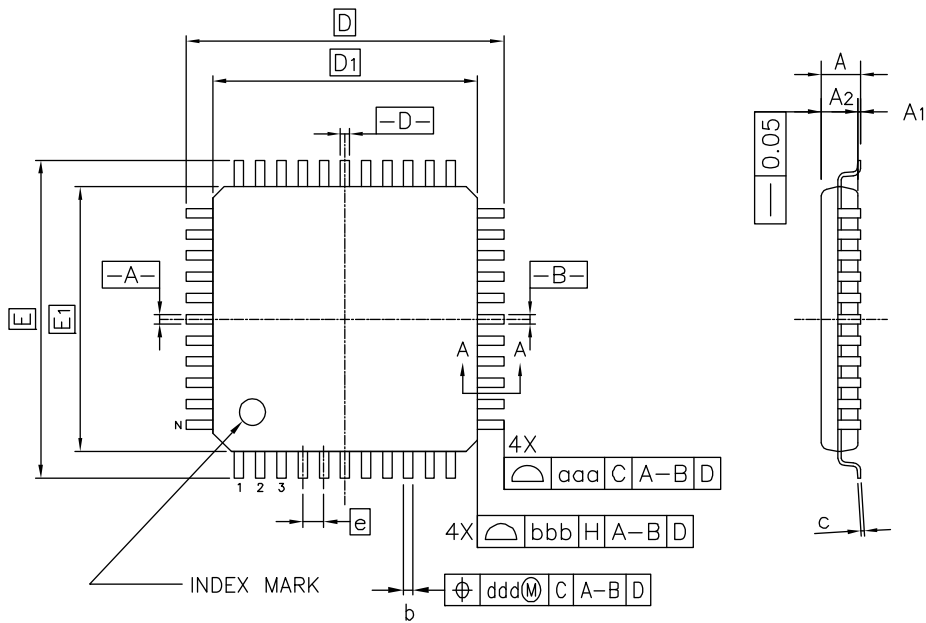 D
D1
-D-
A
A2
A1
— 0.05
-A-
-B-
E
E1
A
A
N
4X
⌓ aaa C A-B D
1 2 3
e
4X ⌓ bbb H A-B D
c
INDEX MARK
⌖ ddd Ⓜ C A-B D
b